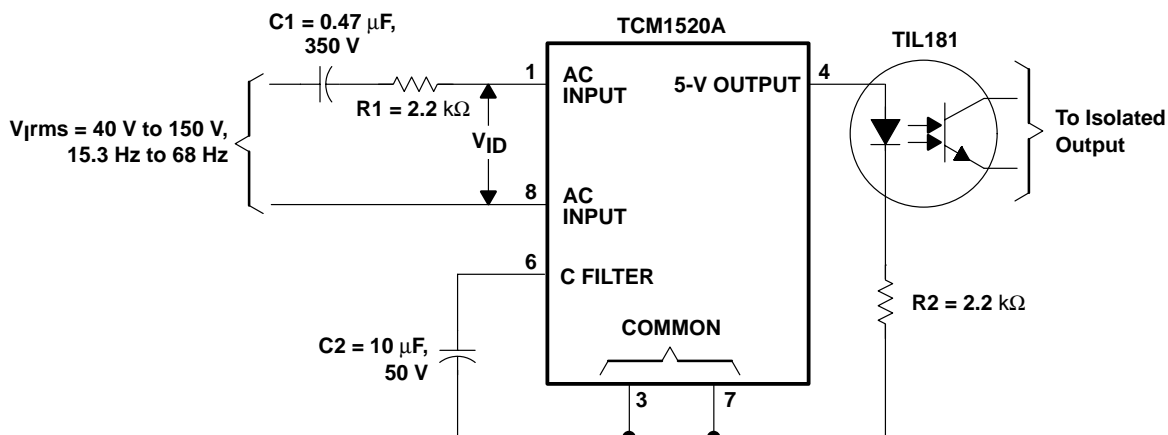 C1 = 0.47 μF,
350 V
R1 = 2.2 kΩ
VIrms = 40 V to 150 V,
15.3 Hz to 68 Hz
VID
TCM1520A
1
AC
INPUT
8
AC
INPUT
6
C FILTER
5-V OUTPUT
4
COMMON
3
7
C2 = 10 μF,
50 V
TIL181
To Isolated
Output
R2 = 2.2 kΩ